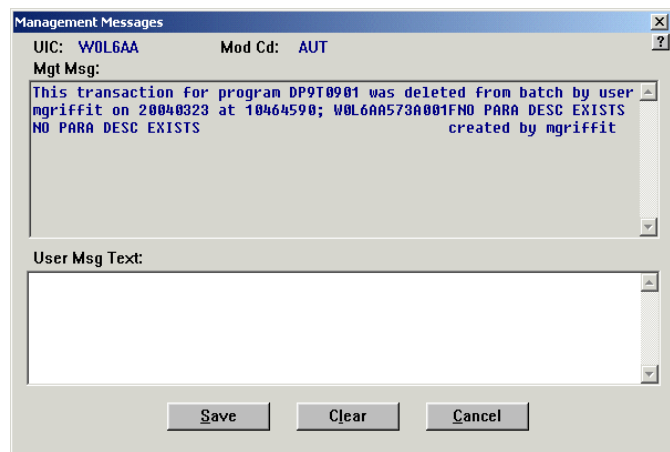 Management Messages
UIC: W0L6AA Mod Cd: AUT
Mgt Msg:
This transaction for program DP9T0901 was deleted from batch by user
mgriffit on 20040323 at 10464590; W0L6AA573A001FNO PARA DESC EXISTS
NO PARA DESC EXISTS created by mgriffit
User Msg Text:
Save Clear Cancel